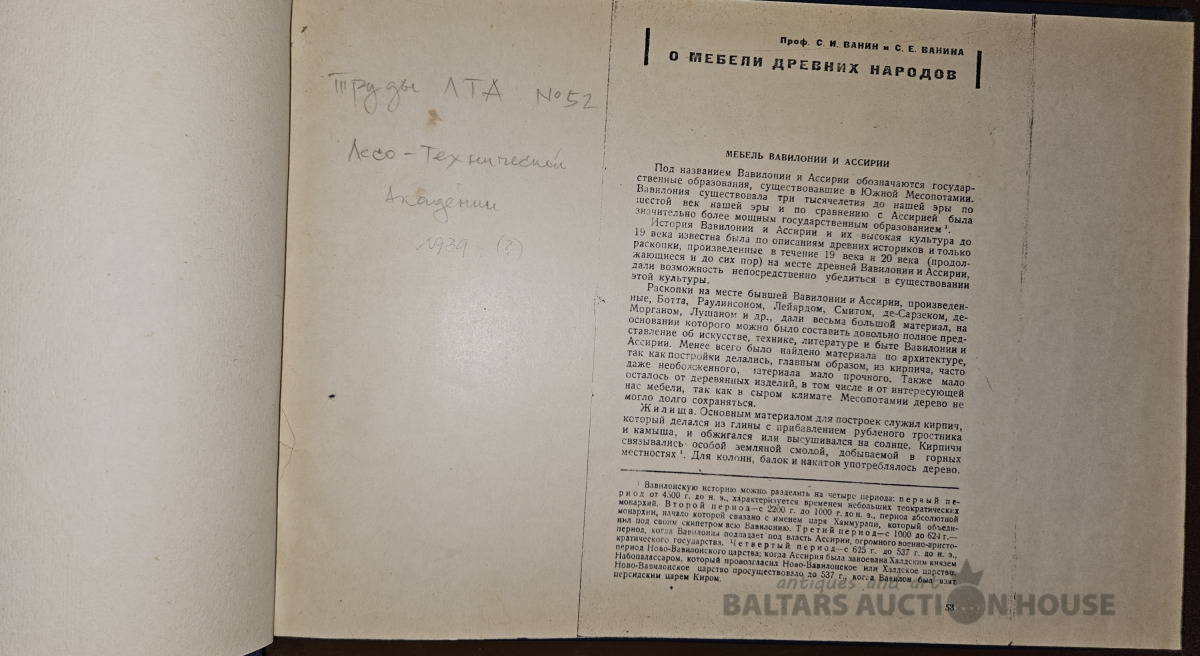 Труды ЛТА №52
Лесо-Технической
Академии
1939 (?)
Проф. С. И. ВАНИН и С. Е. ВАНИНА
О МЕБЕЛИ ДРЕВНИХ НАРОДОВ
МЕБЕЛЬ ВАВИЛОНИИ И АССИРИИ
Под названием Вавилонии и Ассирии обозначаются государ-
ственные образования, существовавшие в Южной Месопотамии.
Вавилония существовала три тысячелетия до нашей эры по
шестой век нашей эры и по сравнению с Ассирией была
значительно более мощным государственным образованием¹.
История Вавилонии и Ассирии и их высокая культура до
19 века известна была по описаниям древних историков и только
раскопки, произведенные в течение 19 века и 20 века (продол-
жающиеся и до сих пор) на месте древней Вавилонии и Ассирии,
дали возможность непосредственно убедиться в существовании
этой культуры.
Раскопки на месте бывшей Вавилонии и Ассирии, произведен-
ные, Ботта, Раулинсоном, Лейярдом, Смитом, де-Сарзеком, де-
Морганом, Лушаном и др., дали весьма большой материал, на
основании которого можно было составить довольно полное пред-
ставление об искусстве, технике, литературе и быте Вавилонии и
Ассирии. Менее всего было найдено материала по архитектуре,
так как постройки делались, главным образом, из кирпича, часто
даже необожженного, материала мало прочного. Также мало
осталось от деревянных изделий, в том числе и от интересующей
нас мебели, так как в сыром климате Месопотамии дерево не
могло долго сохраняться.
Жилища. Основным материалом для построек служил кирпич,
который делался из глины с прибавлением рубленого тростника
и камыша, и обжигался или высушивался на солнце. Кирпичи
связывались особой земляной смолой, добываемой в горных
местностях¹. Для колонн, балок и накатов употреблялось дерево.
¹ Вавилонскую историю можно разделить на четыре периода: первый пе-
риод от 4500 г. до н. э., характеризуется временем небольших теократических
монархий. Второй период—с 2200 г. до 1000 г. до н. э., период абсолютной
монархии, начало которой связано с именем царя Хаммурапи, который объеди-
нил под своим скипетром всю Вавилонию. Третий период—с 1000 до 624 г.—
период, когда Вавилония подпадает под власть Ассирии, огромного военно-аристо-
кратического государства. Четвертый период—с 625 г. до 537 г. до н. э.,
период Ново-Вавилонского царства; когда Ассирия была завоевана Халдским князем
Набопалассаром, который провозгласил Ново-Вавилонское или Халдское царство.
Ново-Вавилонское царство просуществовало до 537 г., когда Вавилон был взят
персидским царем Киром.
53
antiques and art
BALTARS AUCTION HOUSE